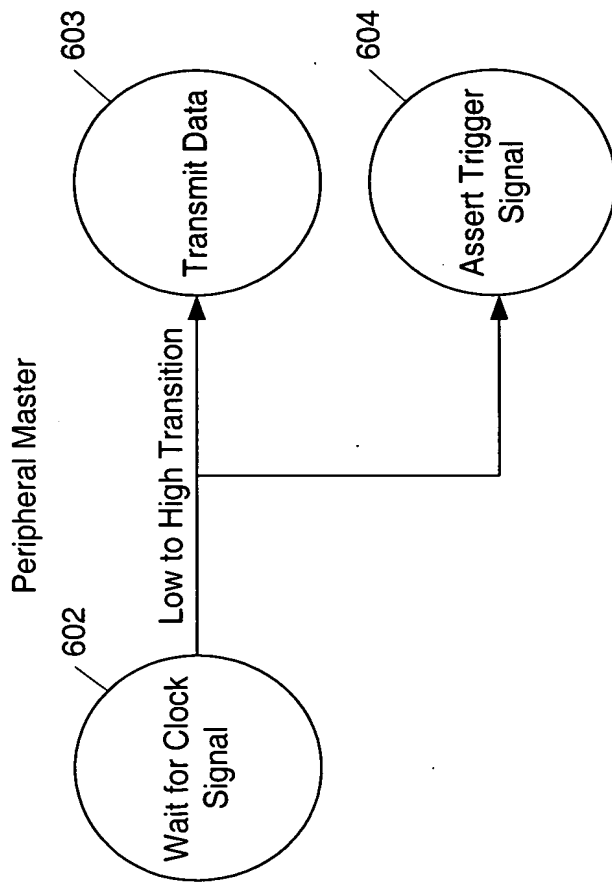 Peripheral Master
602
Wait for Clock
Signal
Low to High Transition
603
Transmit Data
604
Assert Trigger
Signal